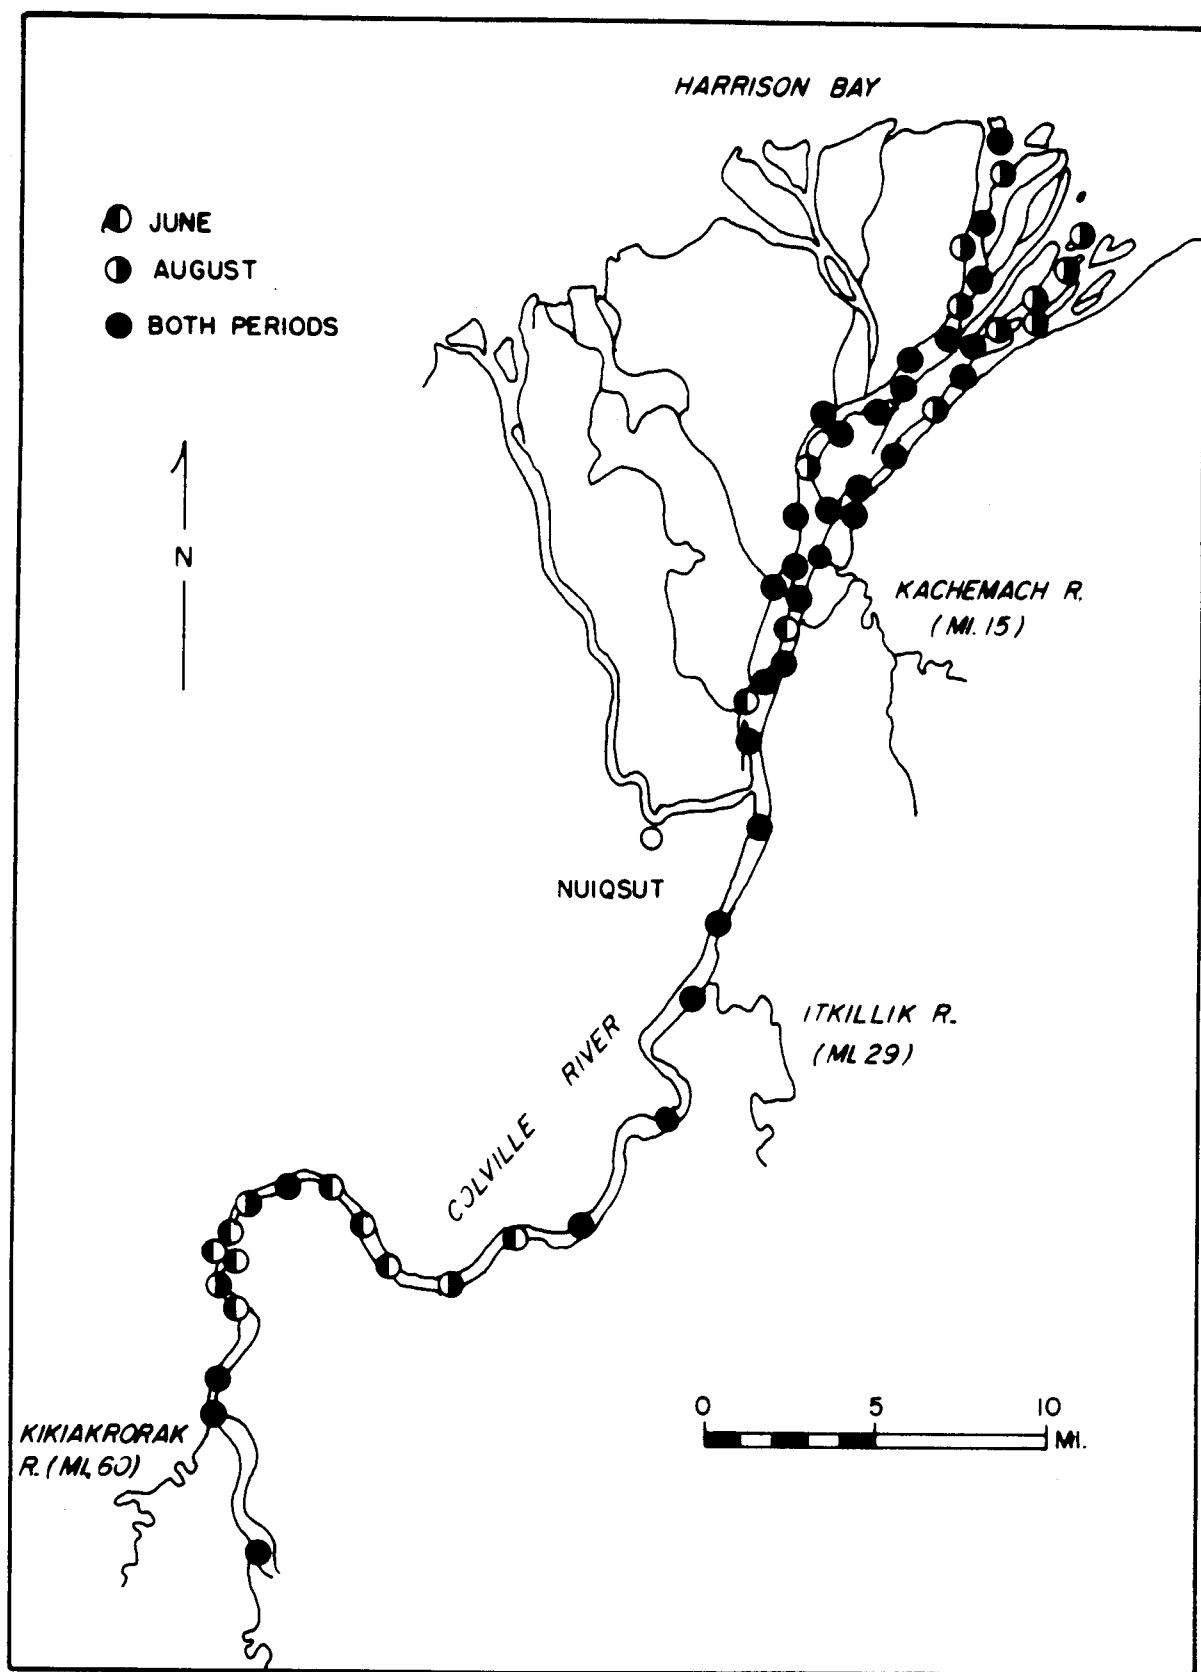 HARRISON BAY
JUNE
AUGUST
BOTH PERIODS
N
KACHEMACH R.
(MI. 15)
NUIQSUT
ITKILLIK R.
(MI. 29)
COLVILLE RIVER
KIKIAKRORAK
R. (MI. 60)
0 5 10
MI.